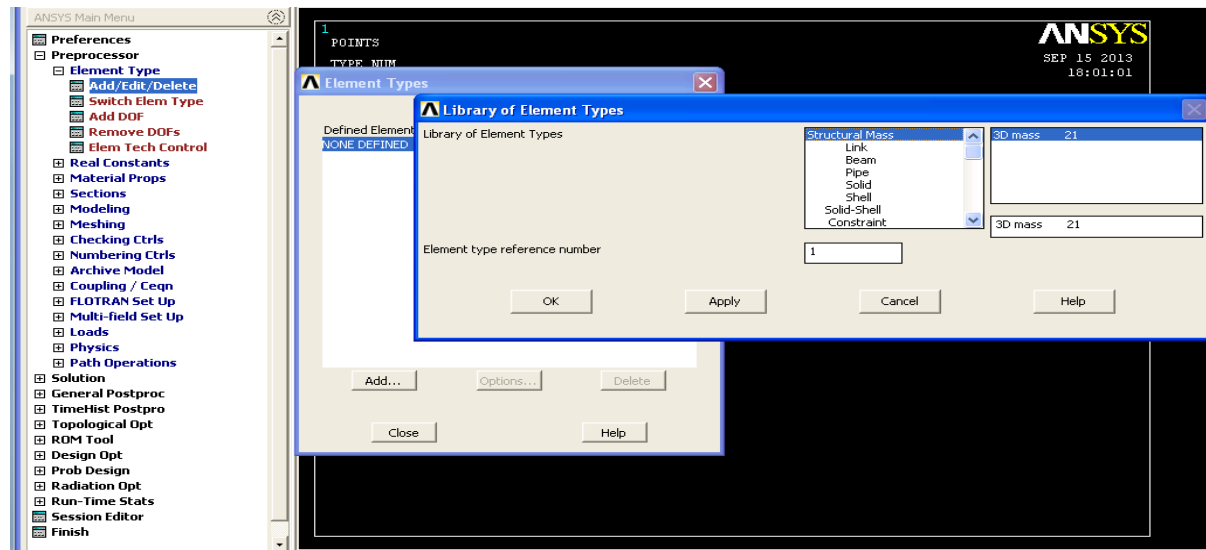 ANSYS Main Menu
Preferences
Preprocessor
Element Type
Add/Edit/Delete
Switch Elem Type
Add DOF
Remove DOFs
Elem Tech Control
Real Constants
Material Props
Sections
Modeling
Meshing
Checking Ctrls
Numbering Ctrls
Archive Model
Coupling / Ceqn
FLOTRAN Set Up
Multi-field Set Up
Loads
Physics
Path Operations
Solution
General Postproc
TimeHist Postpro
Topological Opt
ROM Tool
Design Opt
Prob Design
Radiation Opt
Run-Time Stats
Session Editor
Finish
1
POINTS
TYPE NUM
ANSYS
SEP 15 2013
18:01:01
Element Types
Defined Element
NONE DEFINED
Add...
Options...
Delete
Close
Help
Library of Element Types
Library of Element Types
Structural Mass
Link
Beam
Pipe
Solid
Shell
Solid-Shell
Constraint
3D mass 21
3D mass 21
Element type reference number
1
OK
Apply
Cancel
Help